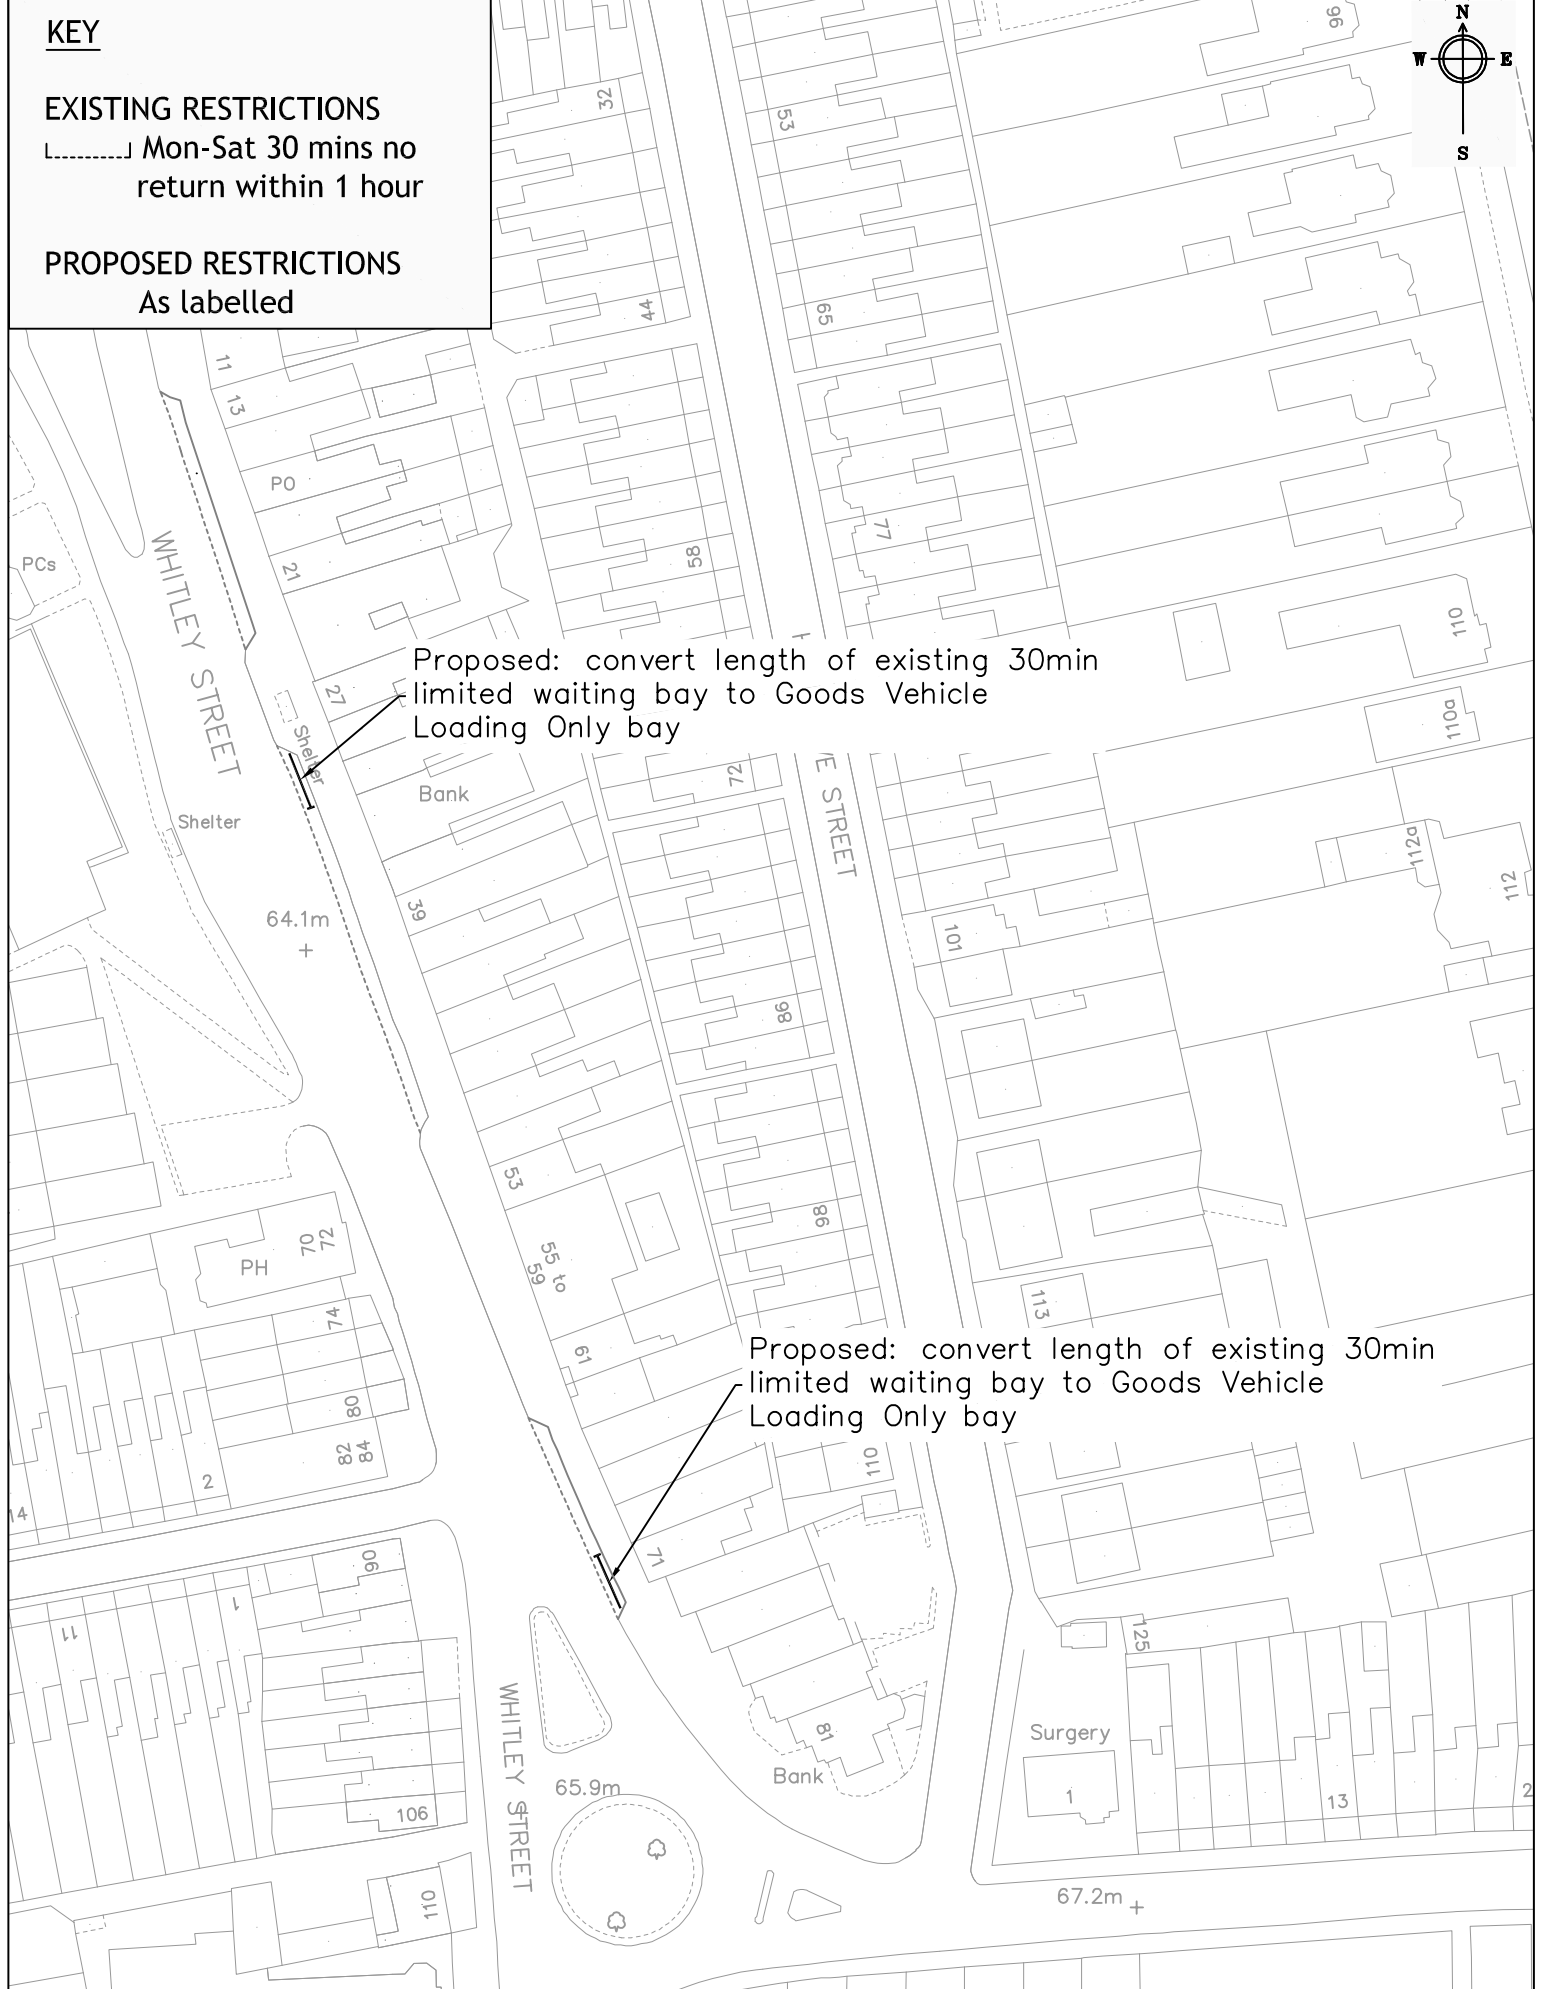 KEY
EXISTING RESTRICTIONS
Mon-Sat 30 mins no
return within 1 hour
PROPOSED RESTRICTIONS
As labelled
N
W E
S
96
32
53
44
65
11
13
PO
21
58
77
PCs
WHITLEY STREET
110
27
Proposed: convert length of existing 30min
limited waiting bay to Goods Vehicle
Loading Only bay
110a
Shelter
Bank
72
STREET
Shelter
112a
112
39
64.1m
101
86
53
98
70
72
PH
55 to
59
74
113
61
Proposed: convert length of existing 30min
limited waiting bay to Goods Vehicle
Loading Only bay
80
82
84
110
2
14
71
90
1
11
125
WHITLEY STREET
81
Bank
Surgery
1
65.9m
106
13
2
110
67.2m